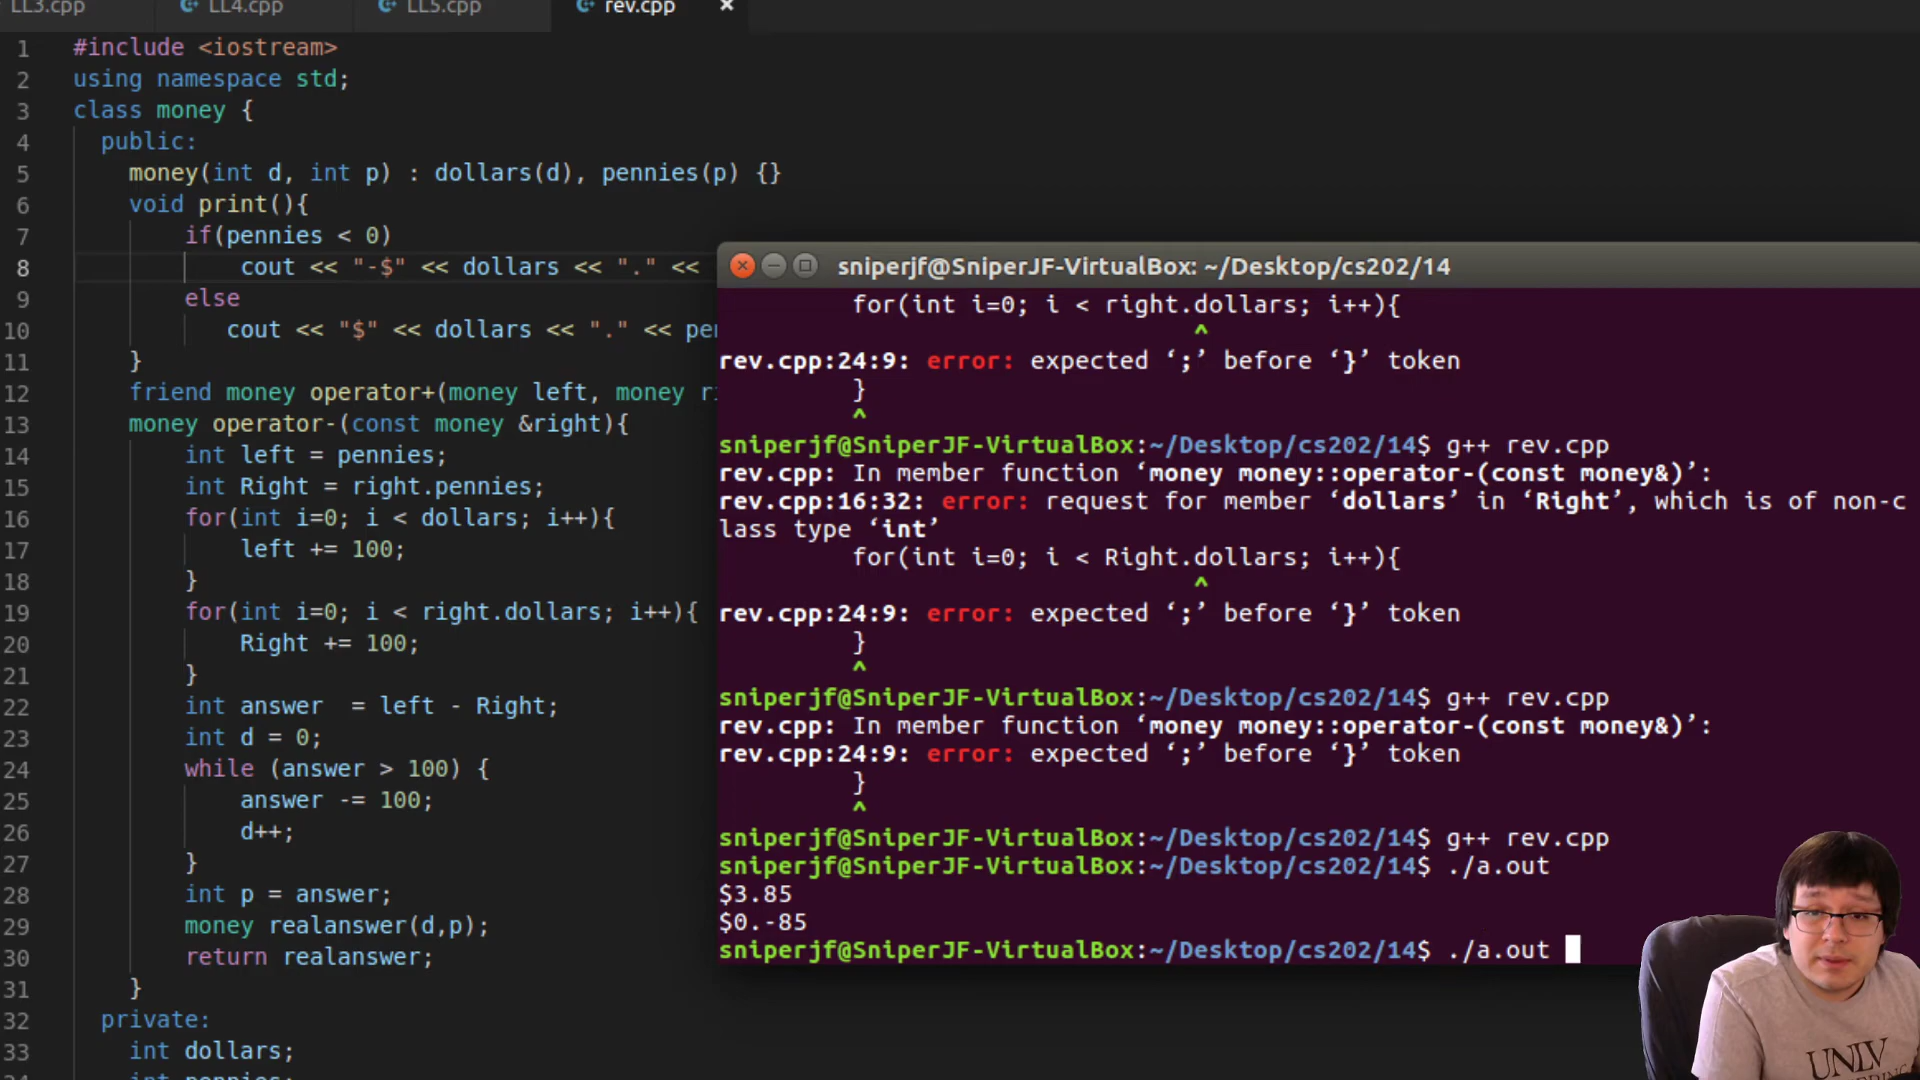 LL3.cpp LL4.cpp LL5.cpp rev.cpp ×
1 #include <iostream>
2 using namespace std;
3 class money {
4 public:
5 money(int d, int p) : dollars(d), pennies(p) {}
6 void print(){
7 if(pennies < 0)
8 cout << "-$" << dollars << "." <<
9 else
10 cout << "$" << dollars << "." << pe
11 }
12 friend money operator+(money left, money ri
13 money operator-(const money &right){
14 int left = pennies;
15 int Right = right.pennies;
16 for(int i=0; i < dollars; i++){
17 left += 100;
18 }
19 for(int i=0; i < right.dollars; i++){
20 Right += 100;
21 }
22 int answer  = left - Right;
23 int d = 0;
24 while (answer > 100) {
25 answer -= 100;
26 d++;
27 }
28 int p = answer;
29 money realanswer(d,p);
30 return realanswer;
31 }
32 private:
33 int dollars;
34 int pennies;
sniperjf@SniperJF-VirtualBox: ~/Desktop/cs202/14
for(int i=0; i < right.dollars; i++){
^
rev.cpp:24:9: error: expected ‘;’ before ‘}’ token
}
^
sniperjf@SniperJF-VirtualBox:~/Desktop/cs202/14$ g++ rev.cpp
rev.cpp: In member function ‘money money::operator-(const money&)’:
rev.cpp:16:32: error: request for member ‘dollars’ in ‘Right’, which is of non-c
lass type ‘int’
for(int i=0; i < Right.dollars; i++){
^
rev.cpp:24:9: error: expected ‘;’ before ‘}’ token
}
^
sniperjf@SniperJF-VirtualBox:~/Desktop/cs202/14$ g++ rev.cpp
rev.cpp: In member function ‘money money::operator-(const money&)’:
rev.cpp:24:9: error: expected ‘;’ before ‘}’ token
}
^
sniperjf@SniperJF-VirtualBox:~/Desktop/cs202/14$ g++ rev.cpp
sniperjf@SniperJF-VirtualBox:~/Desktop/cs202/14$ ./a.out
$3.85
$0.-85
sniperjf@SniperJF-VirtualBox:~/Desktop/cs202/14$ ./a.out
UNLV